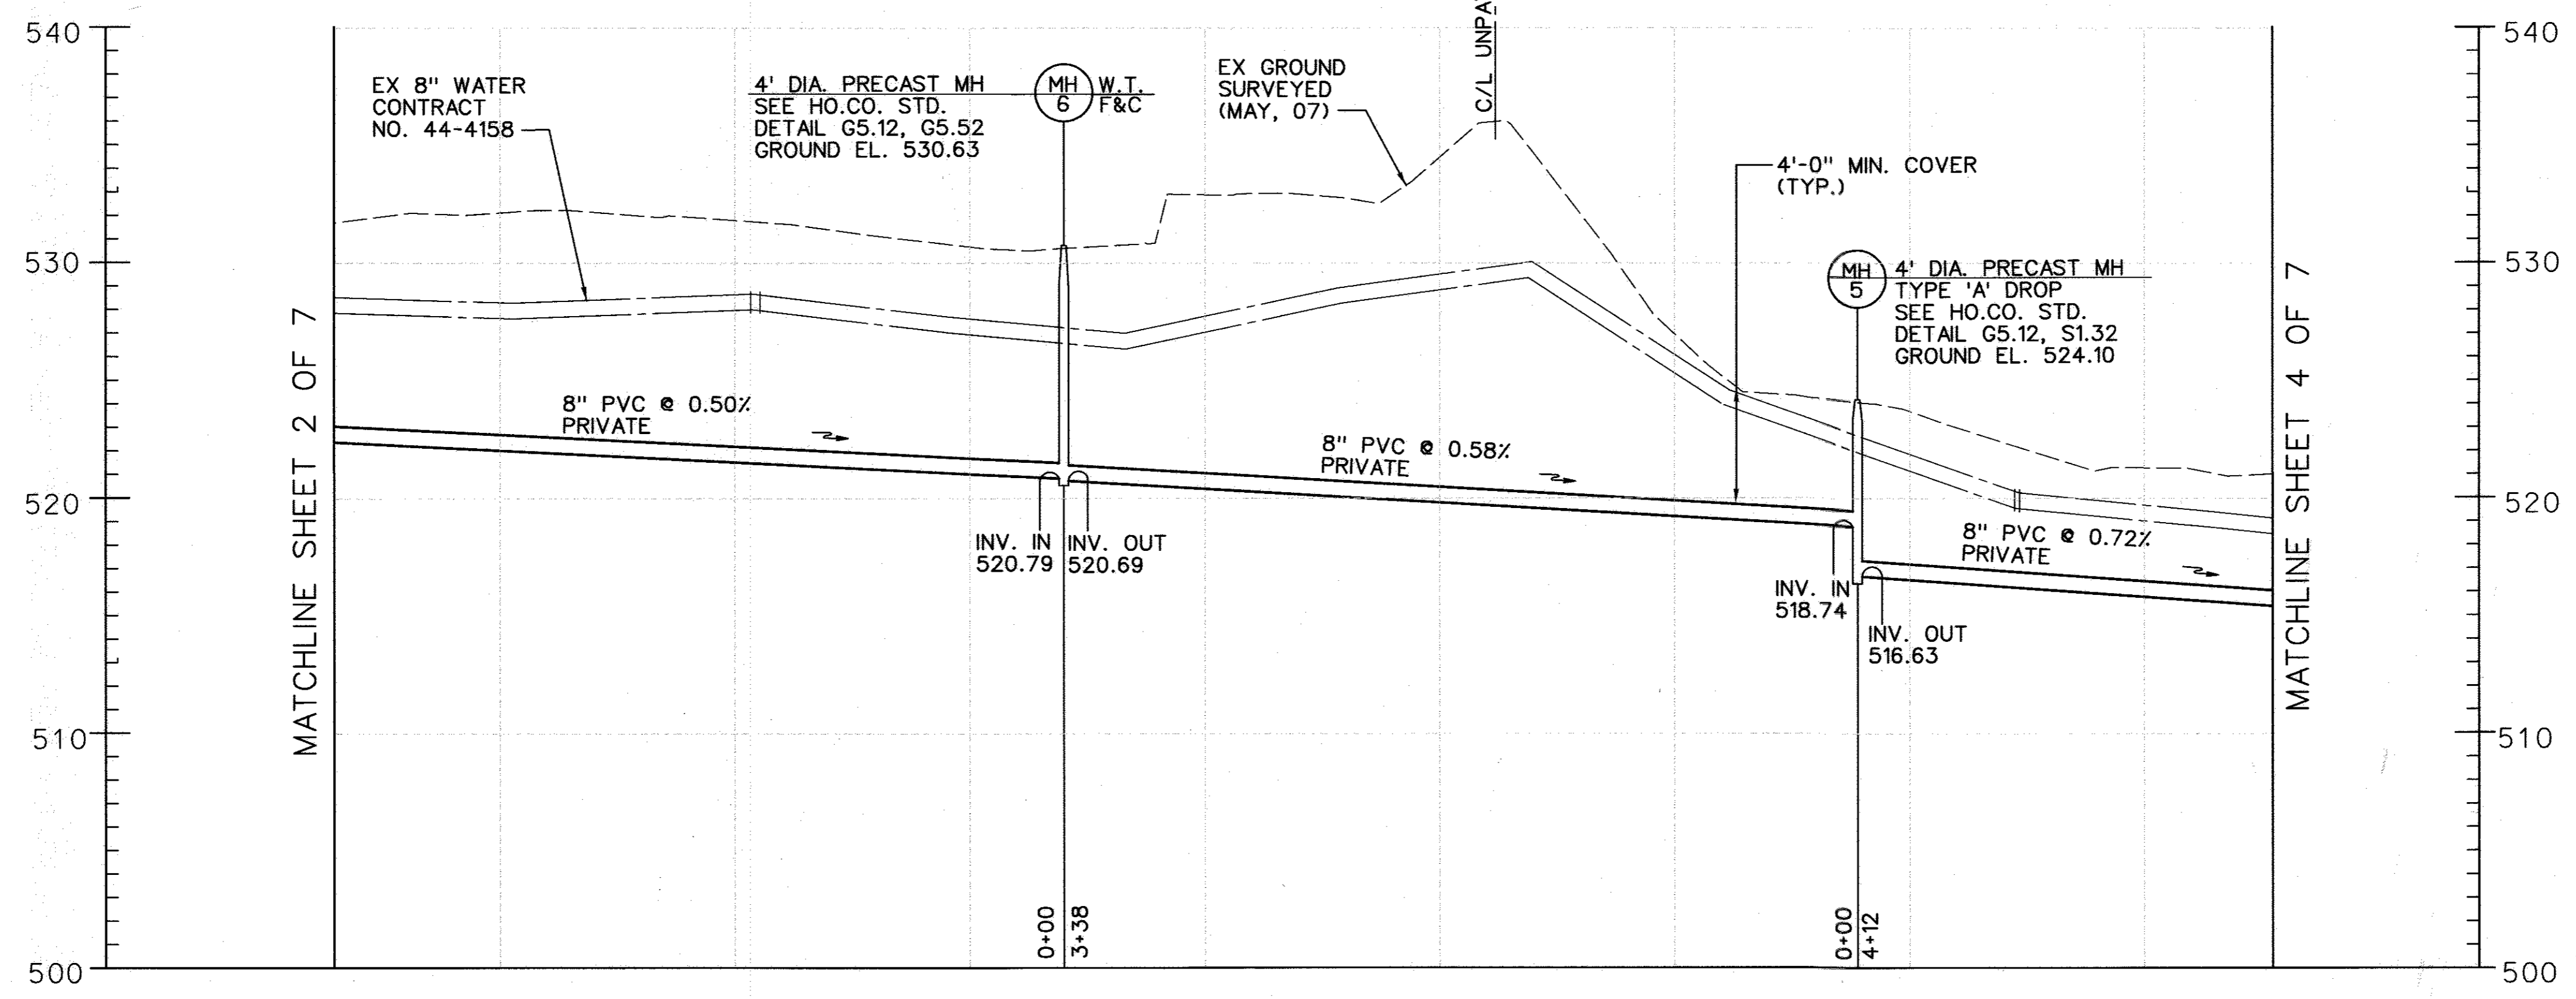 540
540
C/L UNPA
EX 8" WATER
CONTRACT
NO. 44-4158
4' DIA. PRECAST MH
SEE HO.CO. STD.
DETAIL G5.12, G5.52
GROUND EL. 530.63
MH
6
W.T.
F&C
EX GROUND
SURVEYED
(MAY, 07)
4'-0" MIN. COVER
(TYP.)
530
530
MH
5
4' DIA. PRECAST MH
TYPE 'A' DROP
SEE HO.CO. STD.
DETAIL G5.12, S1.32
GROUND EL. 524.10
MATCHLINE SHEET 2 OF 7
MATCHLINE SHEET 4 OF 7
8" PVC @ 0.50%
PRIVATE
8" PVC @ 0.58%
PRIVATE
520
520
8" PVC @ 0.72%
PRIVATE
INV. IN
520.79
INV. OUT
520.69
INV. IN
518.74
INV. OUT
516.63
510
510
0+00
3+38
0+00
4+12
500
500